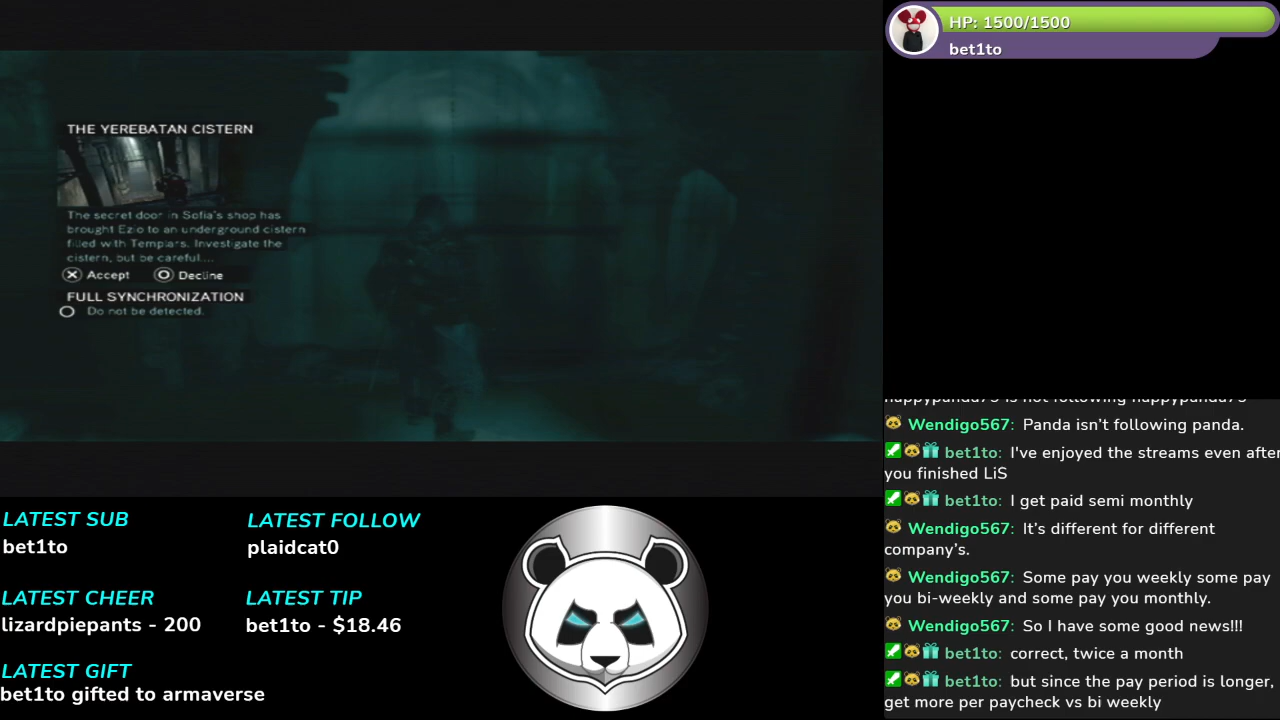 THE YEREBATAN CISTERN
The secret door in Sofia's shop has
brought Ezio to an underground cistern
filled with Templars. Investigate the
cistern, but be careful....
Accept Decline
FULL SYNCHRONIZATION
Do not be detected.
HP: 1500/1500
bet1to
happypanda75 is not following happypanda75
Wendigo567: Panda isn't following panda.
bet1to: I've enjoyed the streams even after
you finished LiS
bet1to: I get paid semi monthly
Wendigo567: It's different for different
company's.
Wendigo567: Some pay you weekly some pay
you bi-weekly and some pay you monthly.
Wendigo567: So I have some good news!!!
bet1to: correct, twice a month
bet1to: but since the pay period is longer,
get more per paycheck vs bi weekly
LATEST SUB
bet1to
LATEST FOLLOW
plaidcat0
LATEST CHEER
lizardpiepants - 200
LATEST TIP
bet1to - $18.46
LATEST GIFT
bet1to gifted to armaverse